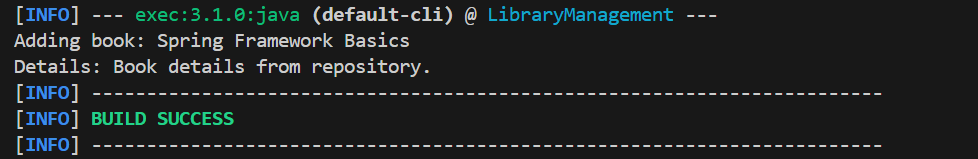 [INFO] --- exec:3.1.0:java (default-cli) @ LibraryManagement ---
Adding book: Spring Framework Basics
Details: Book details from repository.
[INFO] ------------------------------------------------------------------------
[INFO] BUILD SUCCESS
[INFO] ------------------------------------------------------------------------